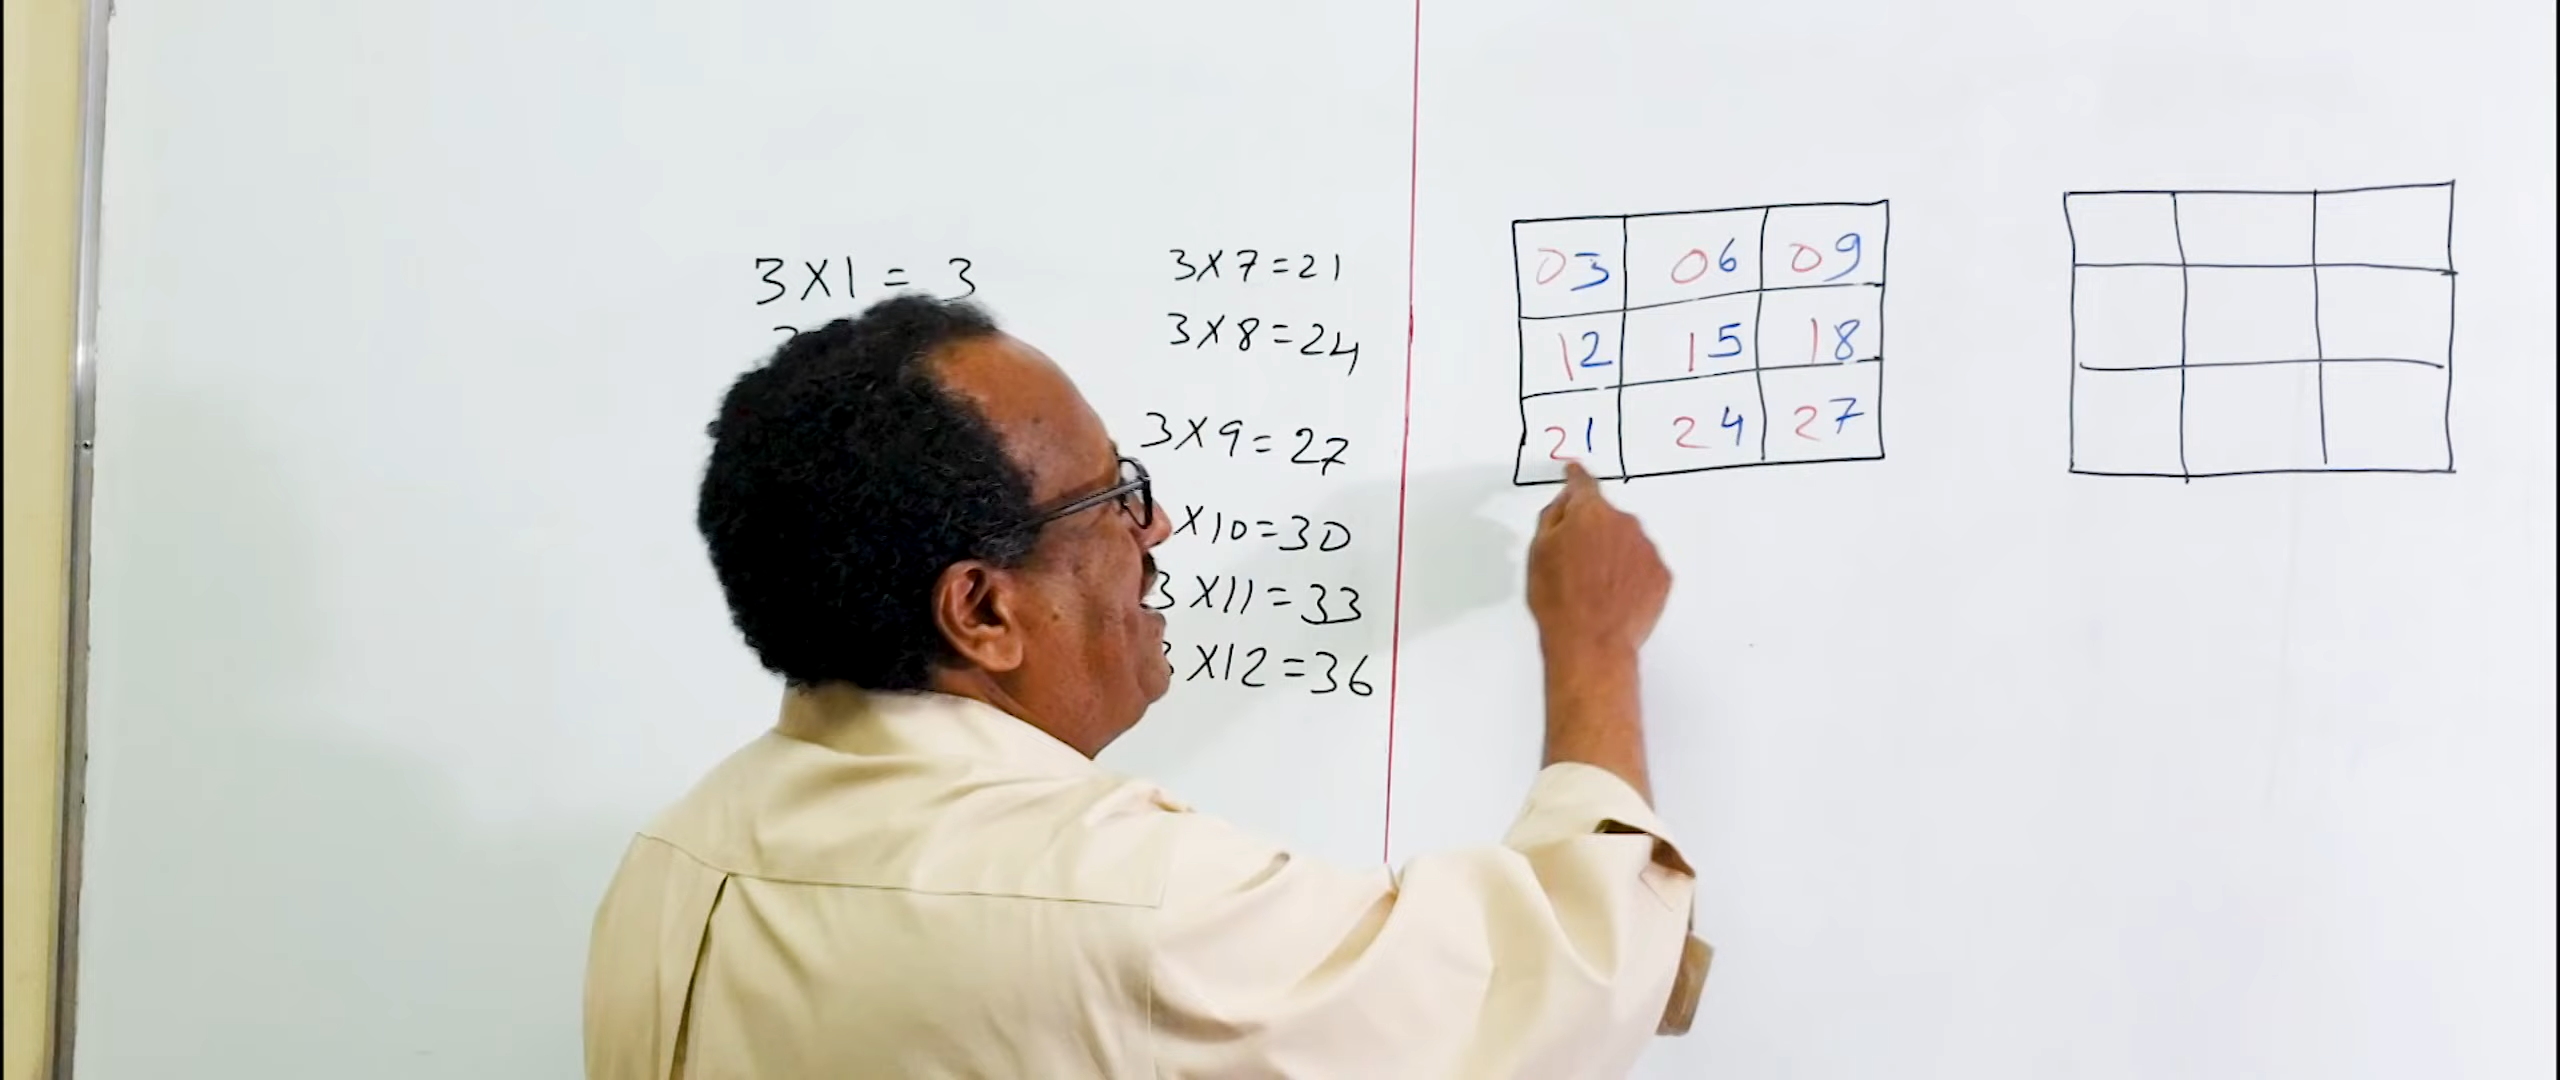 3X1 = 3
3X7=21
3X8=24
3X9=27
X10=30
3X11=33
3X12=36
03 06 09
12 15 18
21 24 27